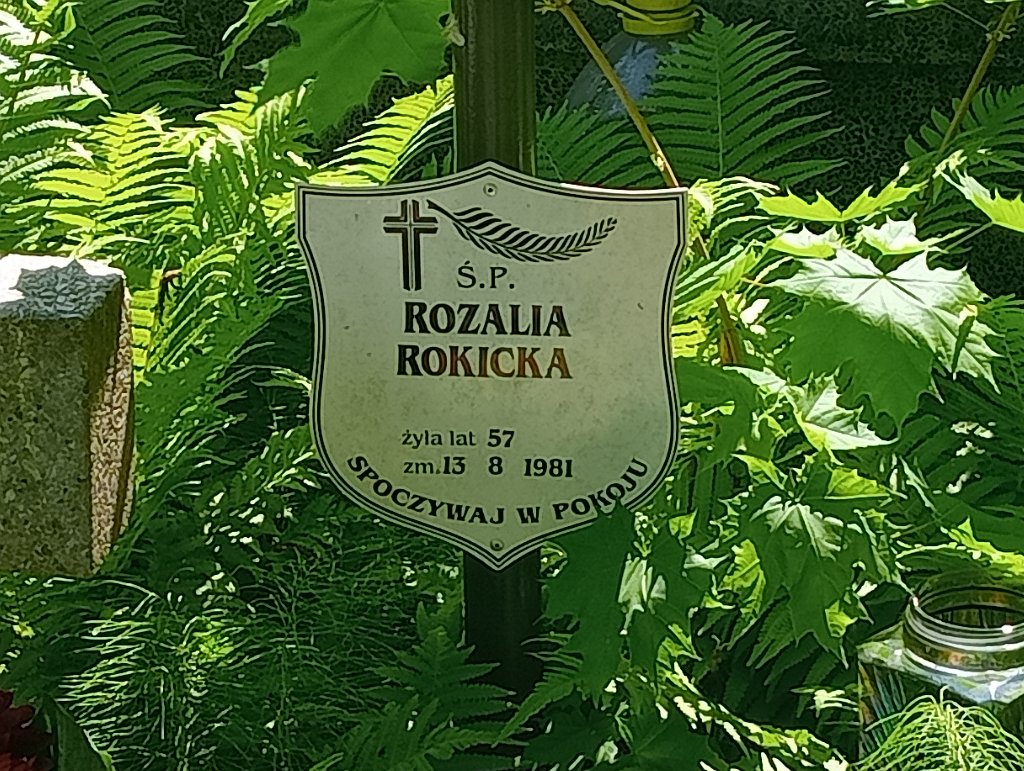 Ś.P.
ROZALIA
ROKICKA
żyła lat 57
zm. 13 8 1981
SPOCZYWAJ W POKOJU